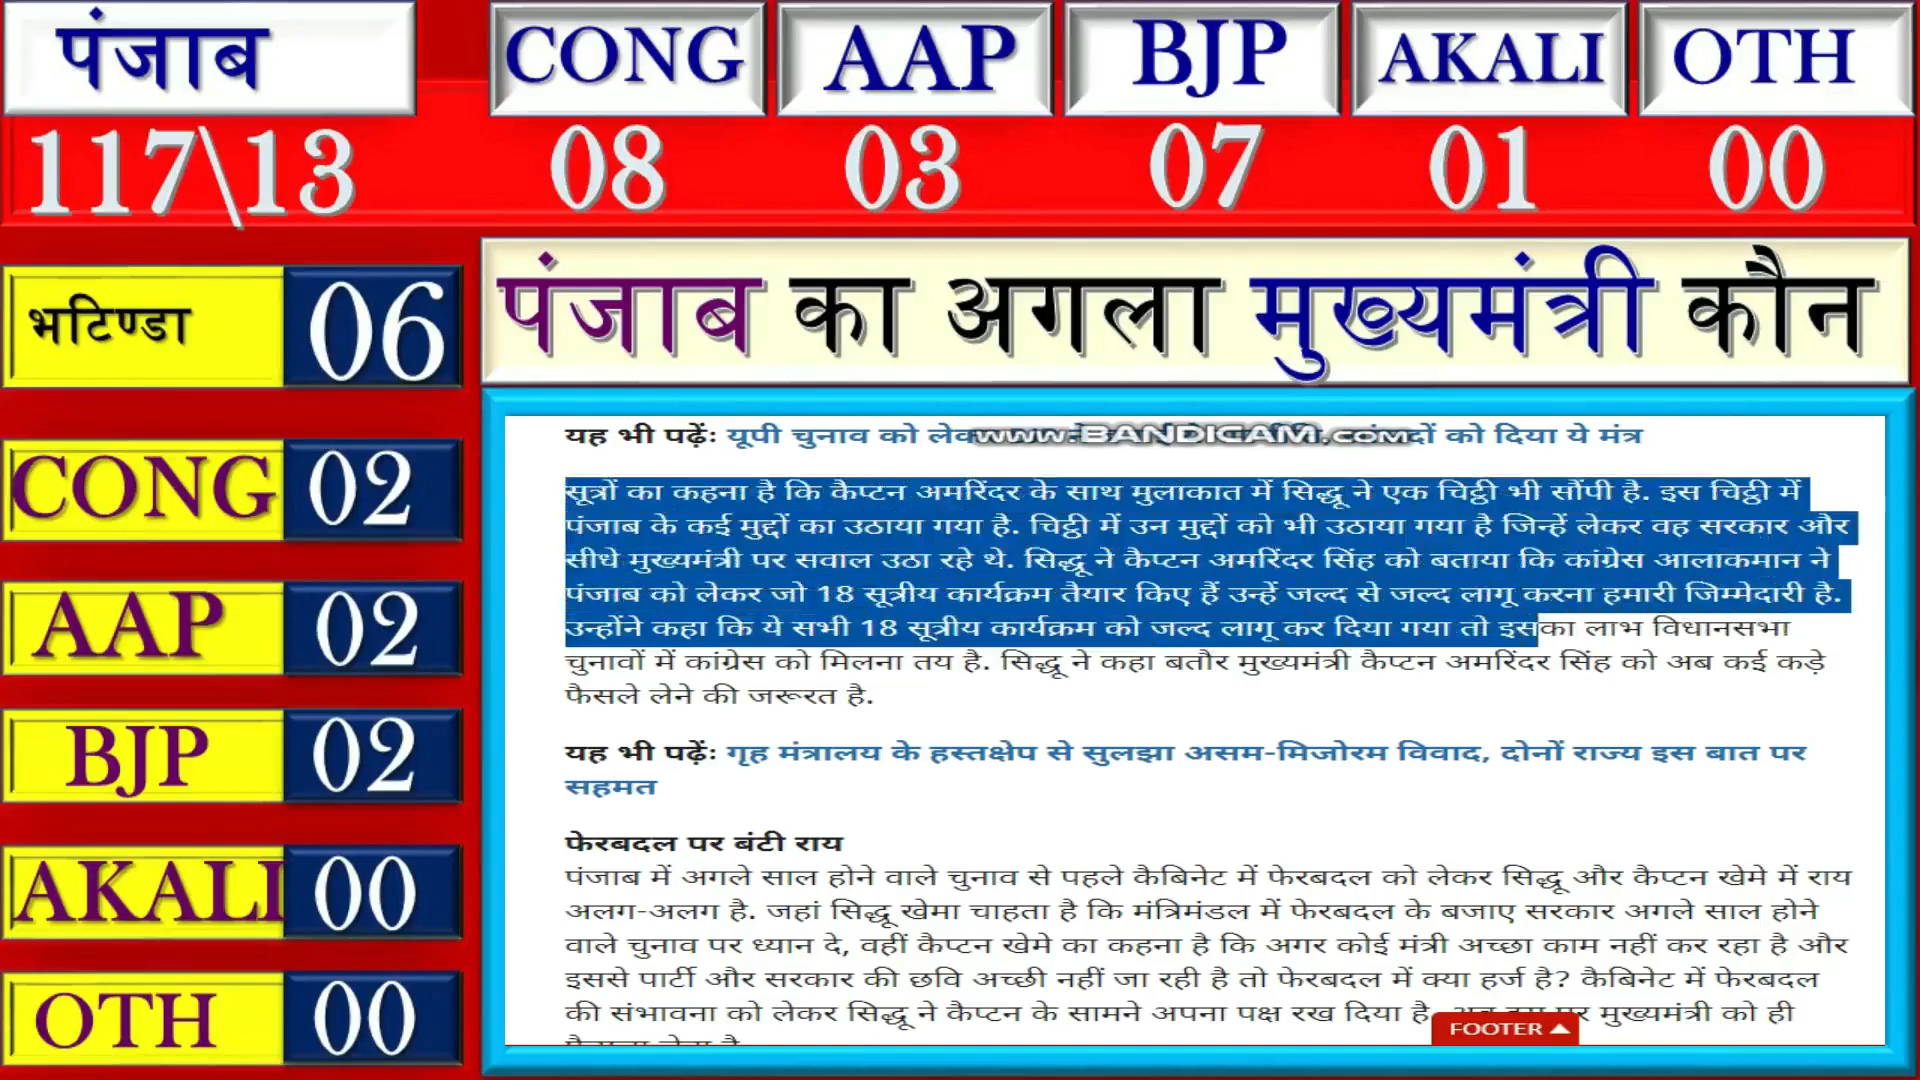 पंजाब
CONG
AAP
BJP
AKALI
OTH
117\13
08
03
07
01
00
भटिण्डा
06
पंजाब का अगला मुख्यमंत्री कौन
CONG
02
AAP
02
BJP
02
AKALI
00
OTH
00
www.BANDICAM.com
यह भी पढ़ें: यूपी चुनाव को लेकर को दिया ये मंत्र
सूत्रों का कहना है कि कैप्टन अमरिंदर के साथ मुलाकात में सिद्धू ने एक चिट्ठी भी सौंपी है. इस चिट्ठी में
पंजाब के कई मुद्दों का उठाया गया है. चिट्ठी में उन मुद्दों को भी उठाया गया है जिन्हें लेकर वह सरकार और
सीधे मुख्यमंत्री पर सवाल उठा रहे थे. सिद्धू ने कैप्टन अमरिंदर सिंह को बताया कि कांग्रेस आलाकमान ने
पंजाब को लेकर जो 18 सूत्रीय कार्यक्रम तैयार किए हैं उन्हें जल्द से जल्द लागू करना हमारी जिम्मेदारी है.
उन्होंने कहा कि ये सभी 18 सूत्रीय कार्यक्रम को जल्द लागू कर दिया गया तो इसका लाभ विधानसभा
चुनावों में कांग्रेस को मिलना तय है. सिद्धू ने कहा बतौर मुख्यमंत्री कैप्टन अमरिंदर सिंह को अब कई कड़े
फैसले लेने की जरूरत है.
यह भी पढ़ें: गृह मंत्रालय के हस्तक्षेप से सुलझा असम-मिजोरम विवाद, दोनों राज्य इस बात पर
सहमत
फेरबदल पर बंटी राय
पंजाब में अगले साल होने वाले चुनाव से पहले कैबिनेट में फेरबदल को लेकर सिद्धू और कैप्टन खेमे में राय
अलग-अलग है. जहां सिद्धू खेमा चाहता है कि मंत्रिमंडल में फेरबदल के बजाए सरकार अगले साल होने
वाले चुनाव पर ध्यान दे, वहीं कैप्टन खेमे का कहना है कि अगर कोई मंत्री अच्छा काम नहीं कर रहा है और
इससे पार्टी और सरकार की छवि अच्छी नहीं जा रही है तो फेरबदल में क्या हर्ज है? कैबिनेट में फेरबदल
की संभावना को लेकर सिद्धू ने कैप्टन के सामने अपना पक्ष रख दिया है. मुख्यमंत्री को ही
FOOTER